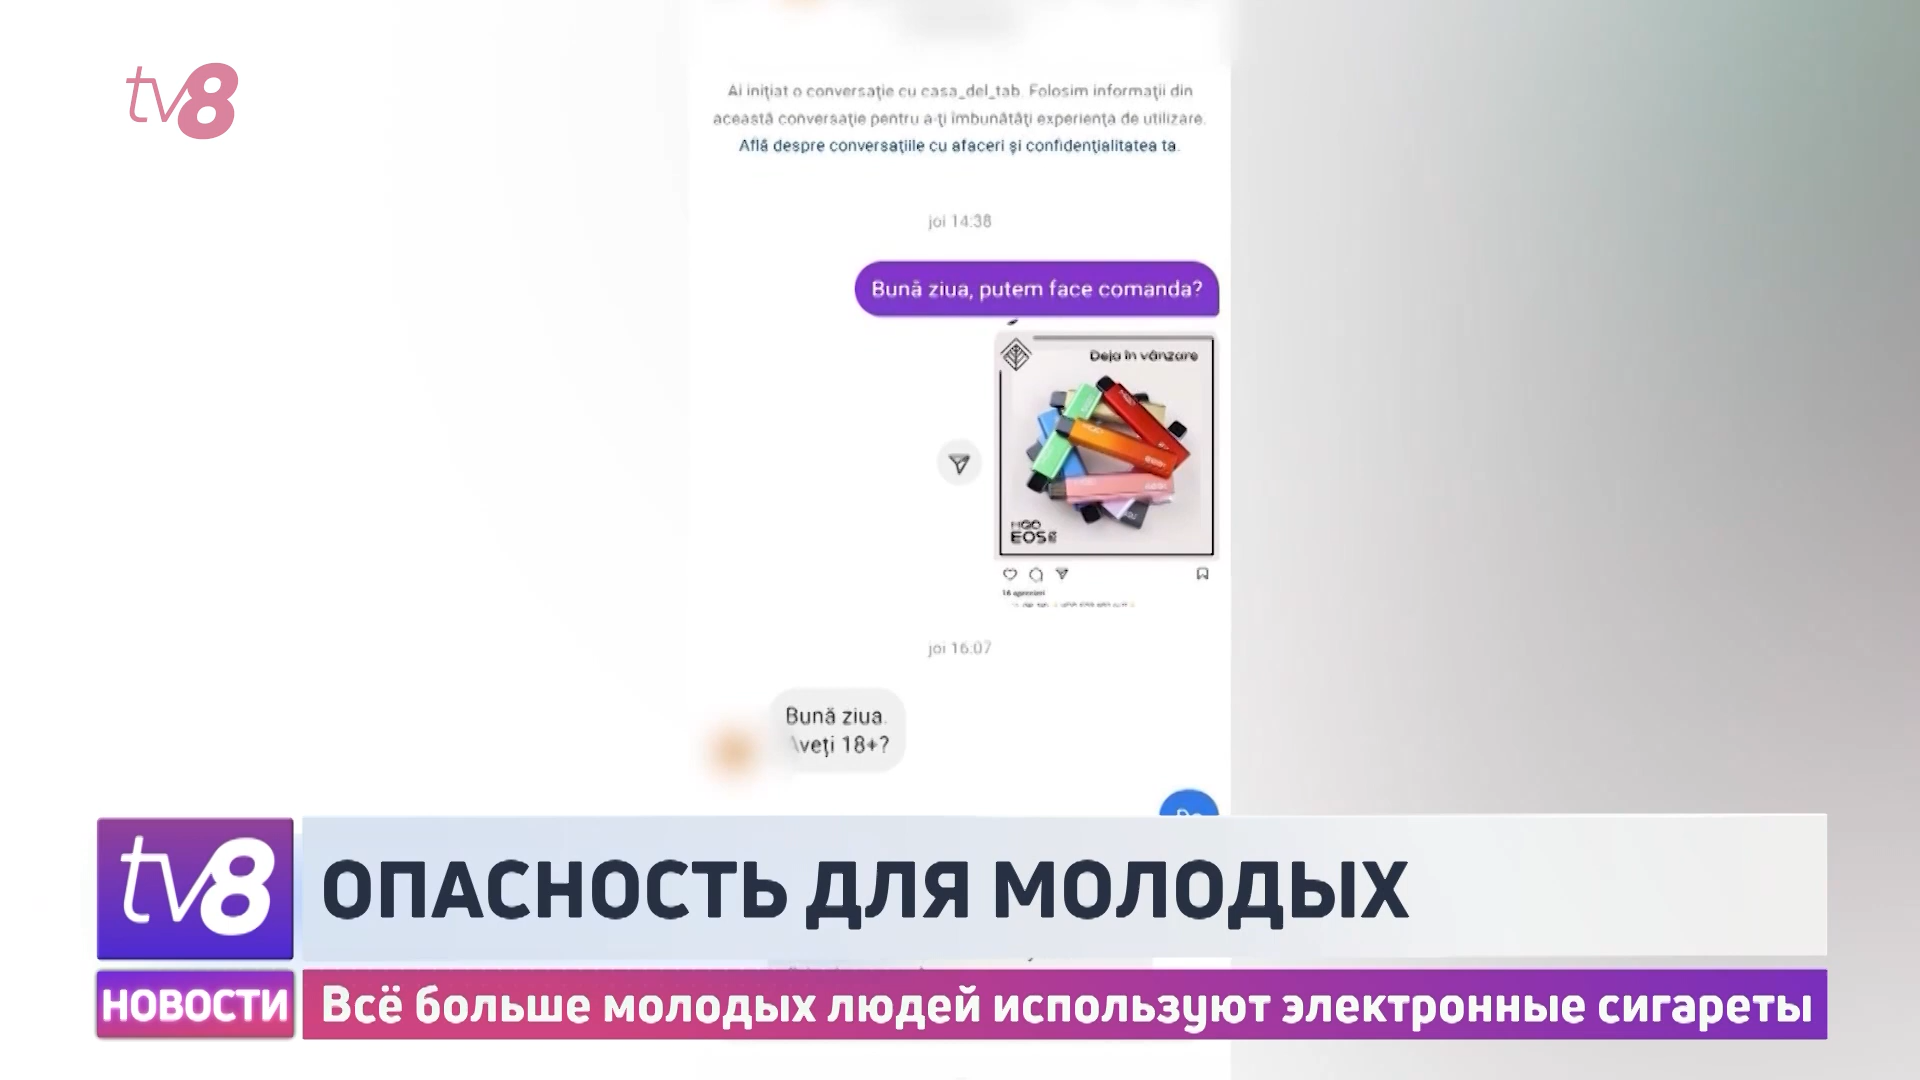 tv8
Ai inițiat o conversație cu casa_del_tab. Folosim informații din
această conversație pentru a-ți îmbunătăți experiența de utilizare.
Află despre conversațiile cu afaceri și confidențialitatea ta.
joi 14:38
Bună ziua, putem face comanda?
Deja în vânzare
EOS
joi 16:07
Bună ziua.
Aveți 18+?
tv8
ОПАСНОСТЬ ДЛЯ МОЛОДЫХ
НОВОСТИ
Всё больше молодых людей используют электронные сигареты